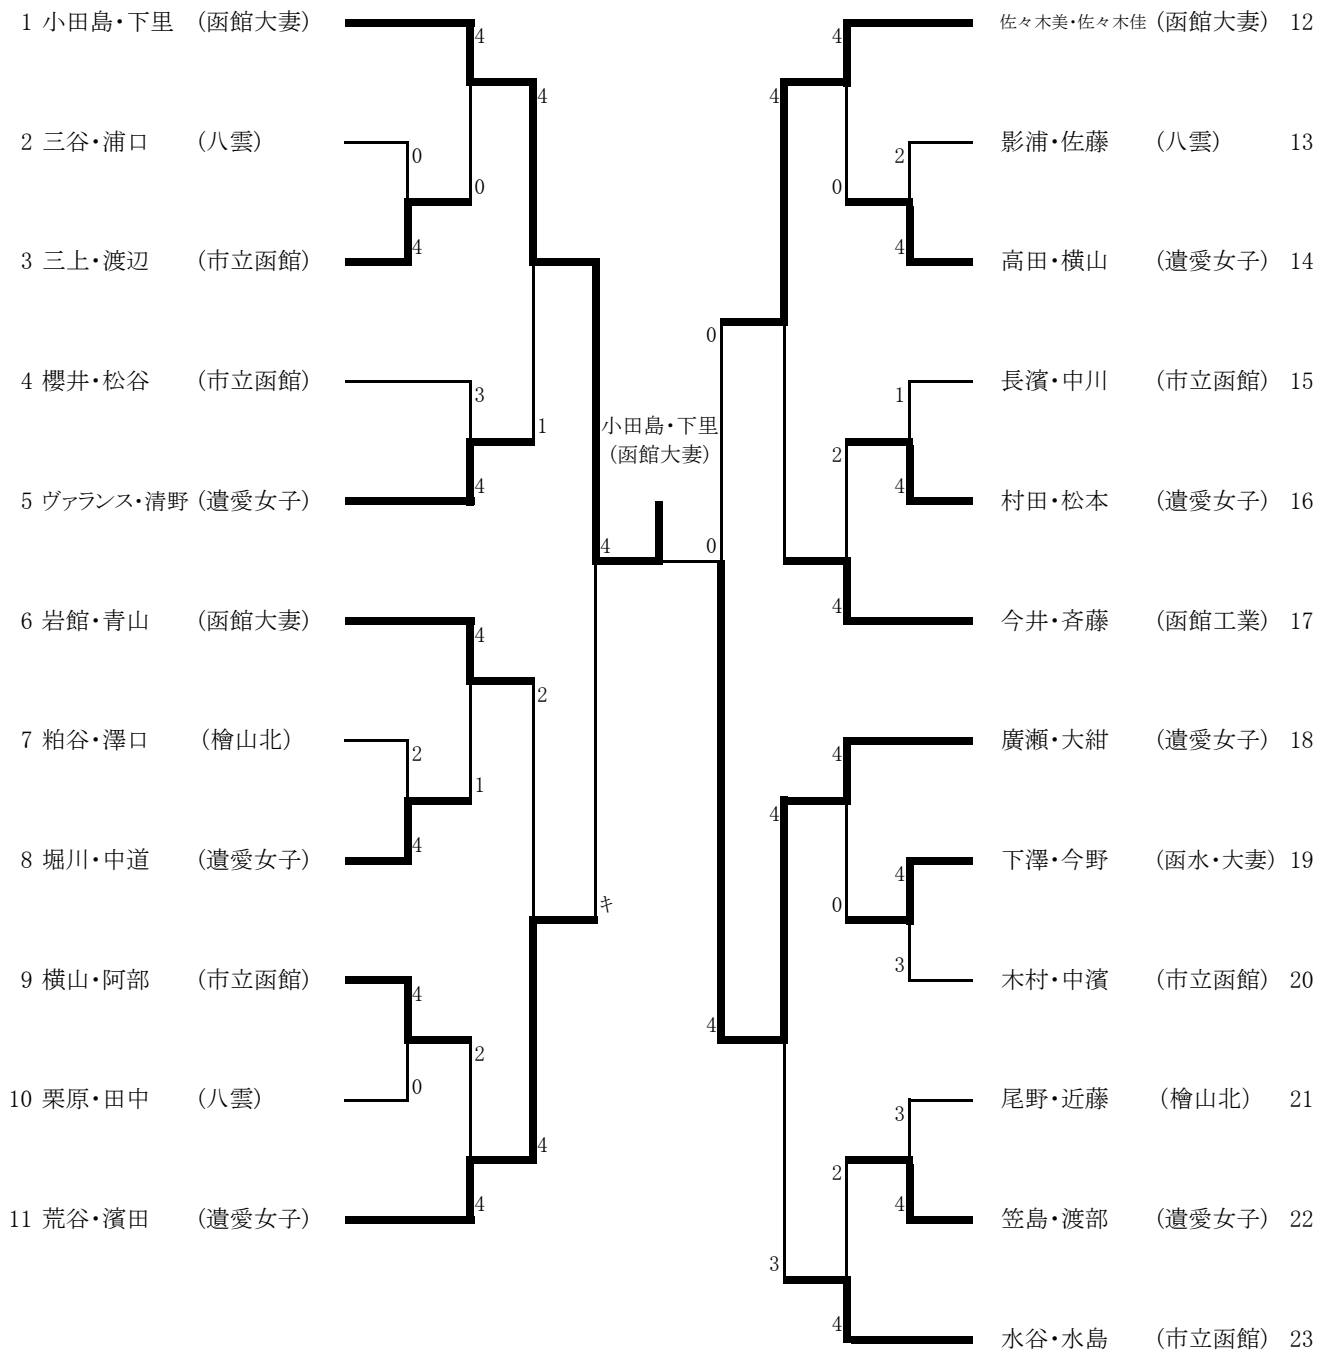 1 小田島・下里 (函館大妻)
4
4
2 三谷・浦口 (八雲)
0
0
3 三上・渡辺 (市立函館)
4
4 櫻井・松谷 (市立函館)
3
1
5 ヴァランス・清野 (遺愛女子)
4
6 岩館・青山 (函館大妻)
4
2
7 粕谷・澤口 (檜山北)
2
1
8 堀川・中道 (遺愛女子)
4
キ
9 横山・阿部 (市立函館)
4
2
10 栗原・田中 (八雲)
0
4
11 荒谷・濱田 (遺愛女子)
4
小田島・下里
(函館大妻)
4
0
佐々木美・佐々木佳 (函館大妻) 12
4
4
影浦・佐藤 (八雲) 13
2
0
高田・横山 (遺愛女子) 14
4
0
長濱・中川 (市立函館) 15
1
2
村田・松本 (遺愛女子) 16
4
今井・斉藤 (函館工業) 17
4
廣瀬・大紺 (遺愛女子) 18
4
4
下澤・今野 (函水・大妻) 19
4
0
木村・中濱 (市立函館) 20
3
4
尾野・近藤 (檜山北) 21
3
2
笠島・渡部 (遺愛女子) 22
4
3
水谷・水島 (市立函館) 23
4